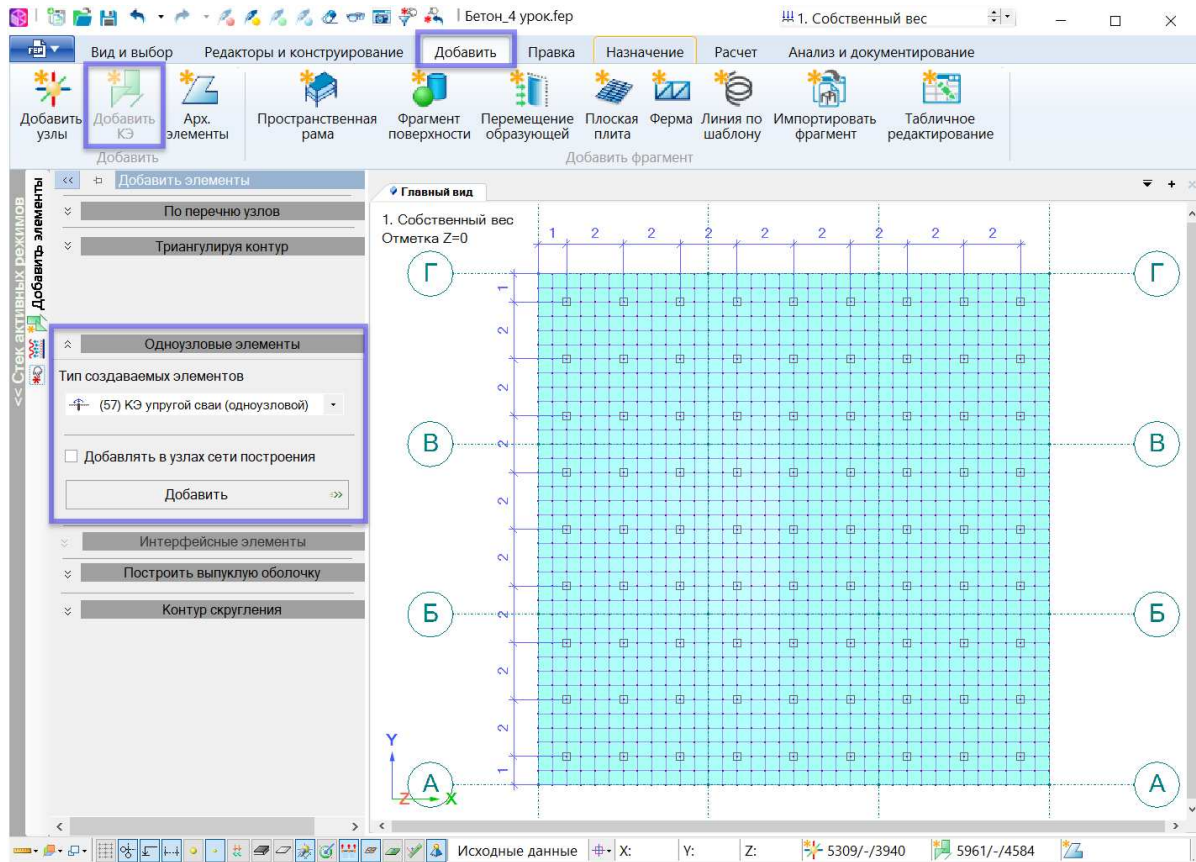 Бетон_4 урок.fep
1. Собственный вес
FEP
Вид и выбор Редакторы и конструирование Добавить Правка Назначение Расчет Анализ и документирование
Добавить узлы
Добавить КЭ
Арх. элементы
Пространственная рама
Фрагмент поверхности
Перемещение образующей
Плоская плита
Ферма
Линия по шаблону
Импортировать фрагмент
Табличное редактирование
Добавить
Добавить фрагмент
<< Стек активных режимов
Добавить элементы
<< Добавить элементы
По перечню узлов
Триангулируя контур
Одноузловые элементы
Тип создаваемых элементов
(57) КЭ упругой сваи (одноузловой)
Добавлять в узлах сети построения
Добавить
Интерфейсные элементы
Построить выпуклую оболочку
Контур скругления
Главный вид
1. Собственный вес
Отметка Z=0
1 2 2 2 2 2 2 2 2
Г Г
1
2
2
В В
2
2
2
2
Б Б
2
2
1
А А
Y
Z X
Исходные данные X: Y: Z: 5309/-/3940 5961/-/4584